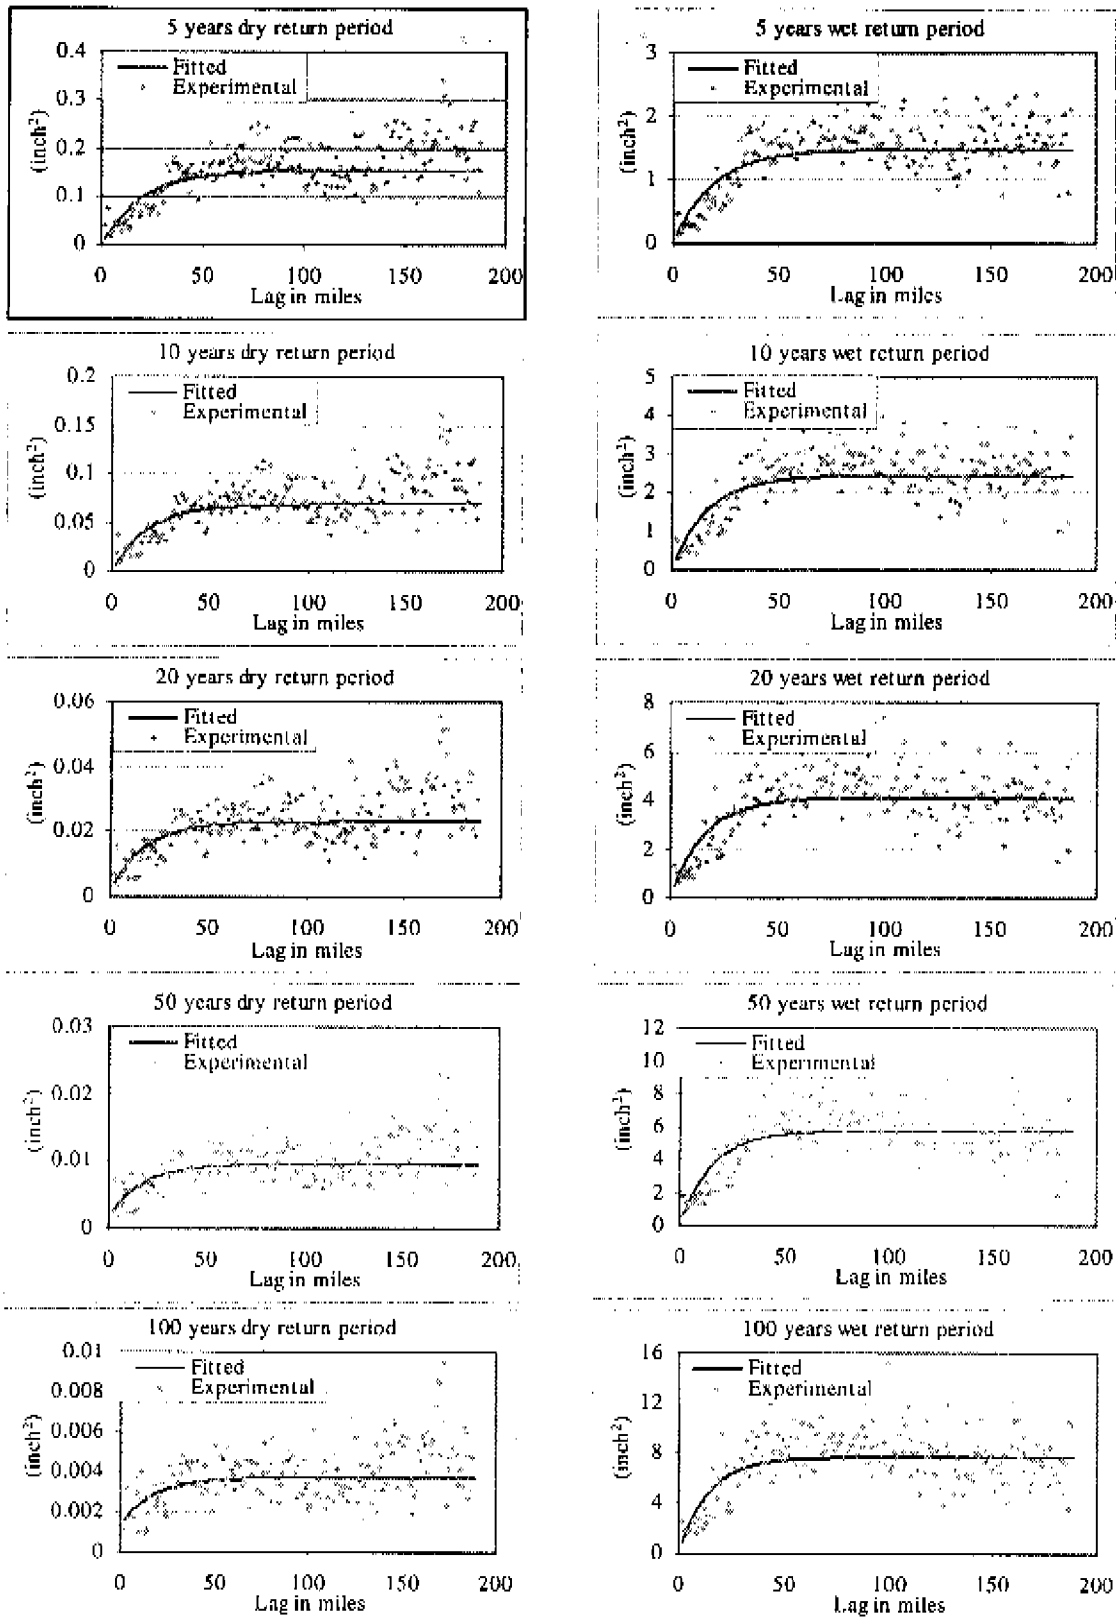 5 years dry return period
0.4
0.3
0.2
0.1
0
(inch²)
Fitted
Experimental
0 50 100 150 200
Lag in miles
5 years wet return period
3
2
1
0
(inch²)
Fitted
Experimental
0 50 100 150 200
Lag in miles
10 years dry return period
0.2
0.15
0.1
0.05
0
(inch²)
Fitted
Experimental
0 50 100 150 200
Lag in miles
10 years wet return period
5
4
3
2
1
0
(inch²)
Fitted
Experimental
0 50 100 150 200
Lag in miles
20 years dry return period
0.06
0.04
0.02
0
(inch²)
Fitted
Experimental
0 50 100 150 200
Lag in miles
20 years wet return period
8
6
4
2
0
(inch²)
Fitted
Experimental
0 50 100 150 200
Lag in miles
50 years dry return period
0.03
0.02
0.01
0
(inch²)
Fitted
Experimental
0 50 100 150 200
Lag in miles
50 years wet return period
12
10
8
6
4
2
0
(inch²)
Fitted
Experimental
0 50 100 150 200
Lag in miles
100 years dry return period
0.01
0.008
0.006
0.004
0.002
0
(inch²)
Fitted
Experimental
0 50 100 150 200
Lag in miles
100 years wet return period
16
12
8
4
0
(inch²)
Fitted
Experimental
0 50 100 150 200
Lag in miles